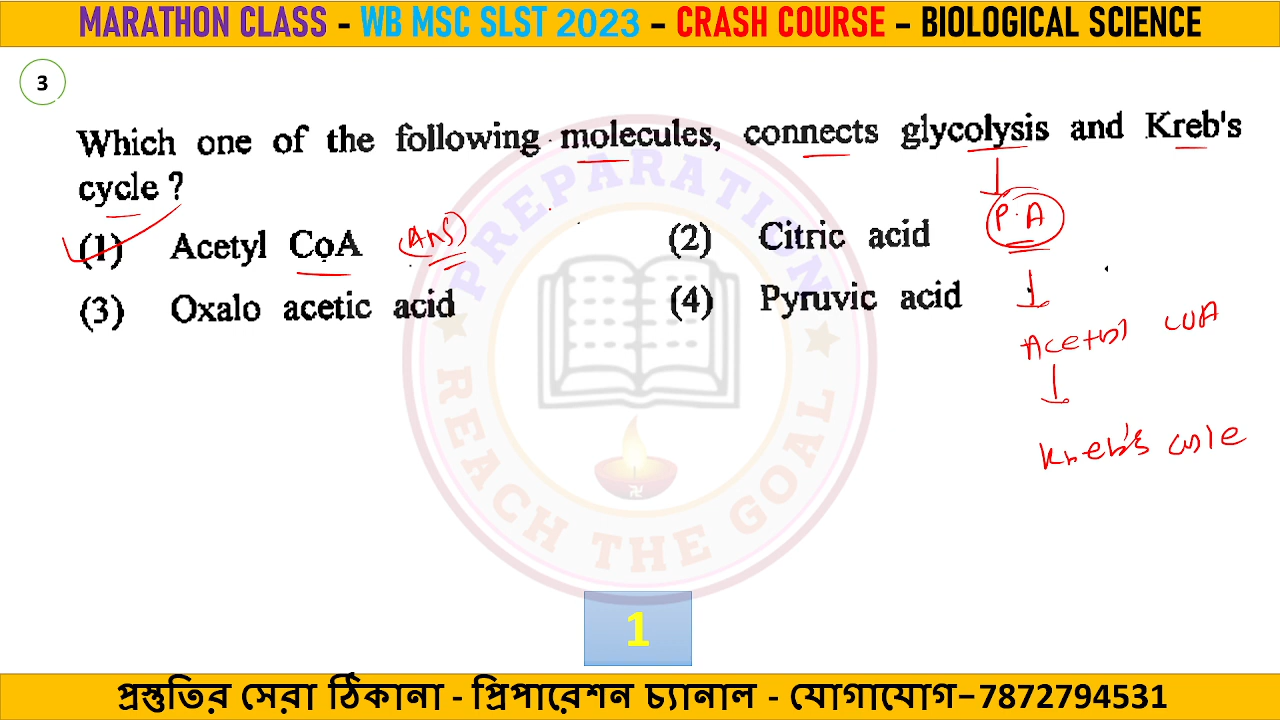 MARATHON CLASS - WB MSC SLST 2023 – CRASH COURSE – BIOLOGICAL SCIENCE
3
Which one of the following molecules, connects glycolysis and Kreb's
cycle ?
(1) Acetyl CoA (Ans) (2) Citric acid
P.A
(3) Oxalo acetic acid (4) Pyruvic acid
Acetyl COA
Kreb's cycle
PREPARATION
REACH THE GOAL
1
প্রস্তুতির সেরা ঠিকানা - প্রিপারেশন চ্যানাল - যোগাযোগ–7872794531